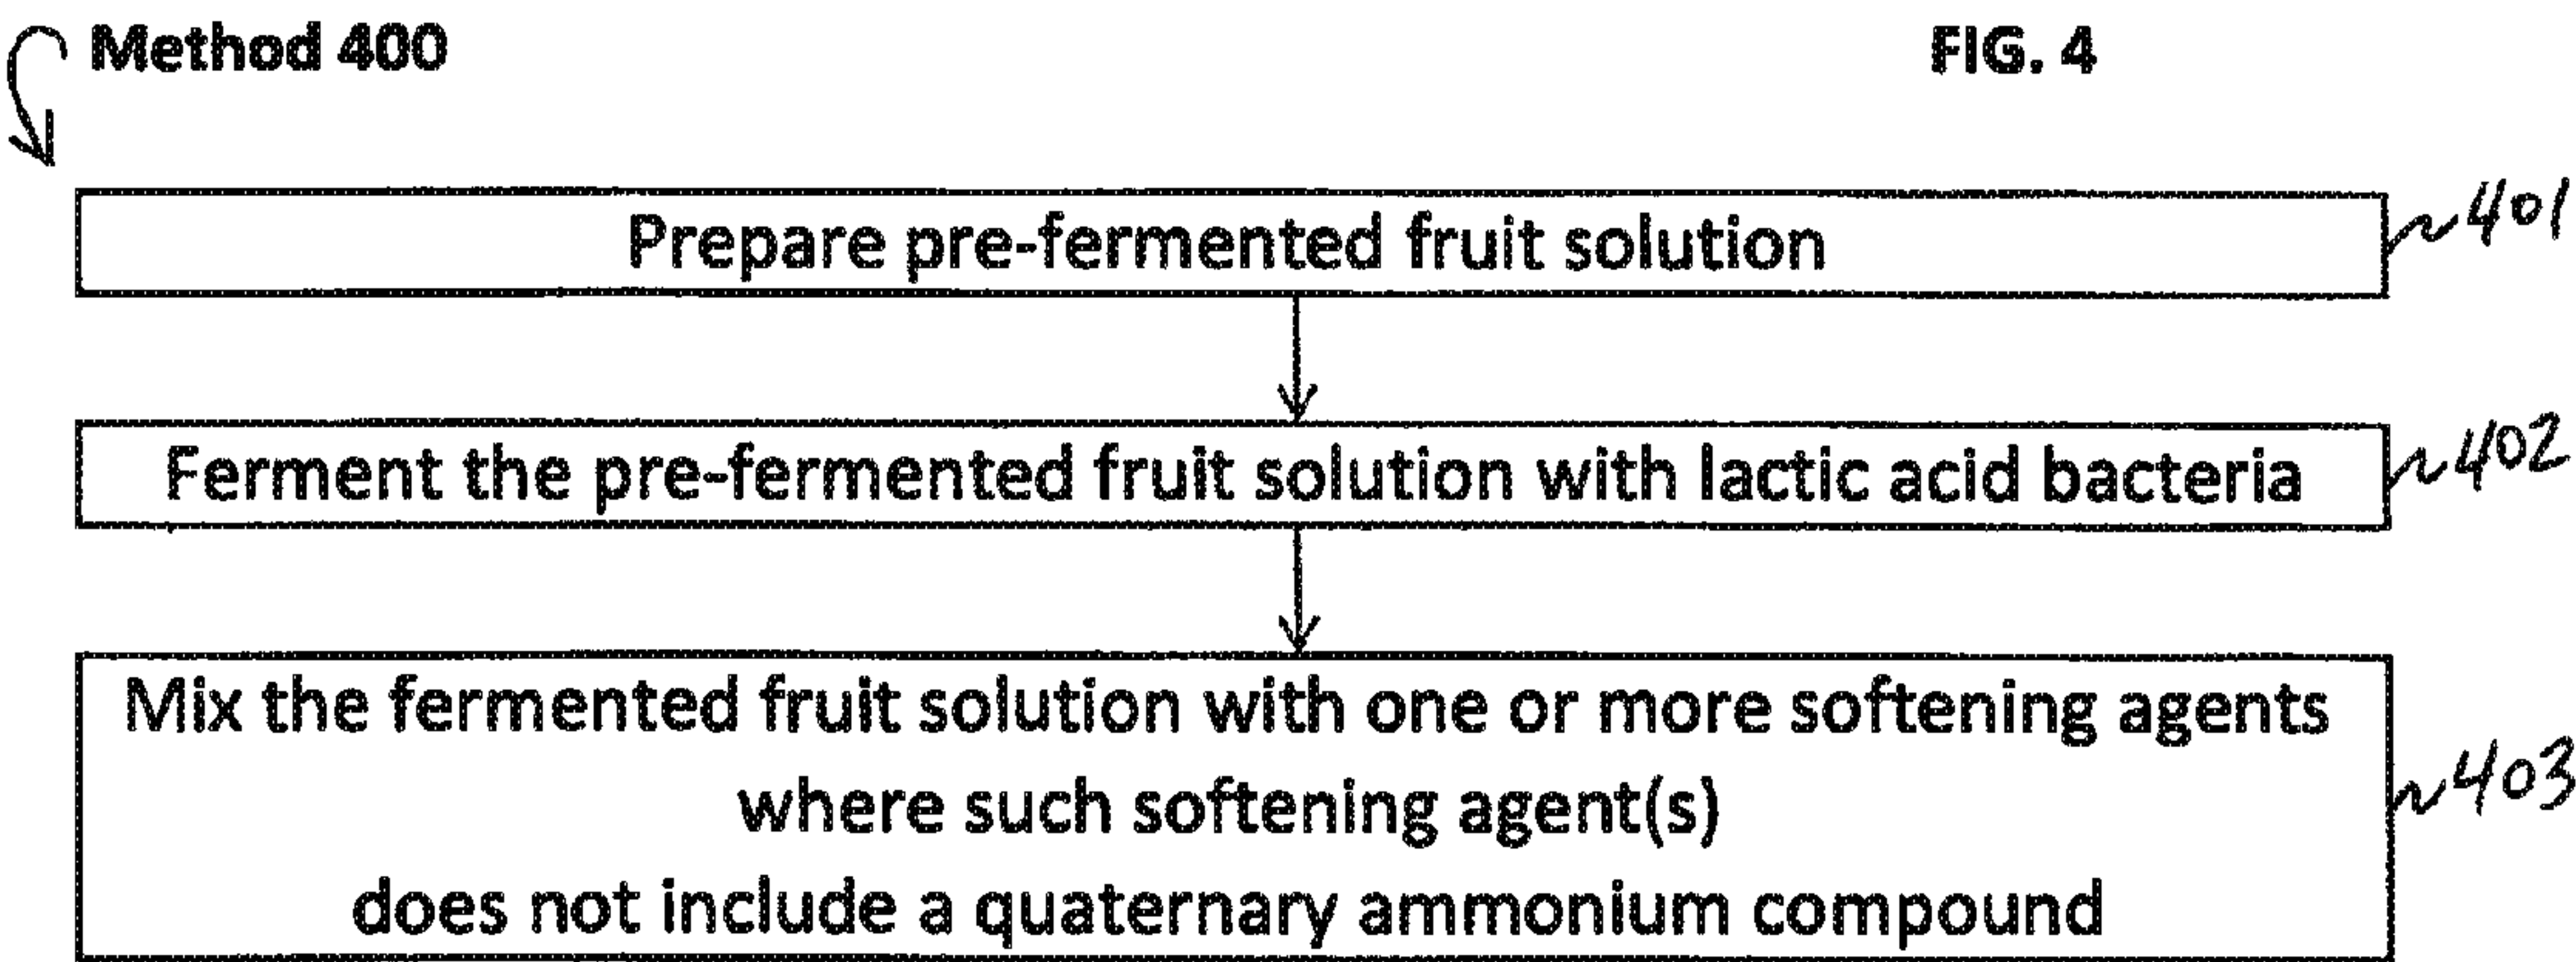 Method 400
FIG. 4
Prepare pre-fermented fruit solution
401
Ferment the pre-fermented fruit solution with lactic acid bacteria
402
Mix the fermented fruit solution with one or more softening agents
where such softening agent(s)
403
does not include a quaternary ammonium compound